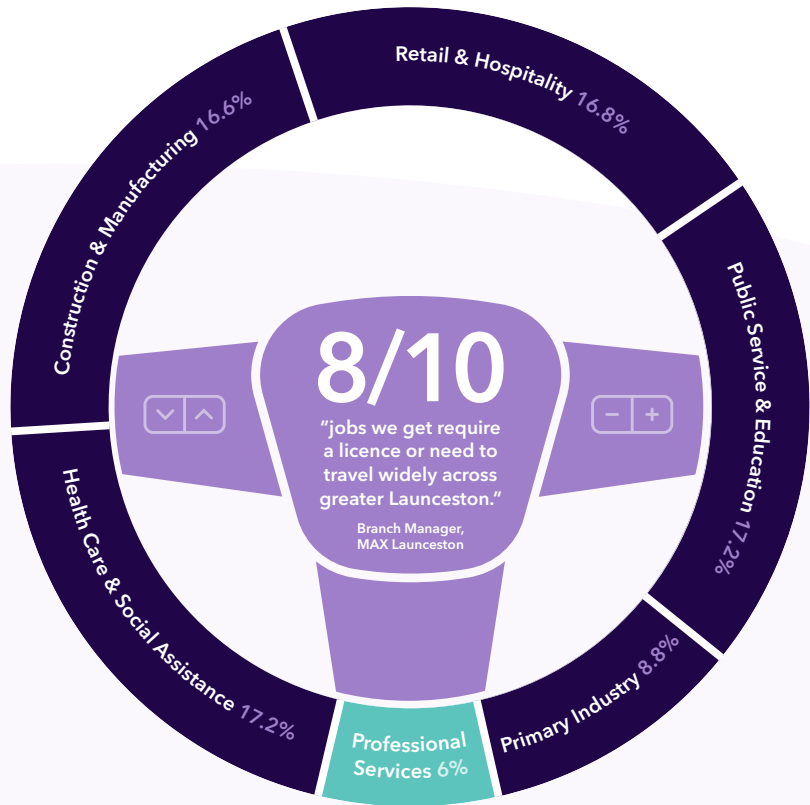 Retail & Hospitality 16.8%
Public Service & Education 17.2%
Primary Industry 8.8%
Professional
Services 6%
Health Care & Social Assistance 17.2%
Construction & Manufacturing 16.6%
8/10
“jobs we get require
a licence or need to
travel widely across
greater Launceston.”
Branch Manager,
MAX Launceston